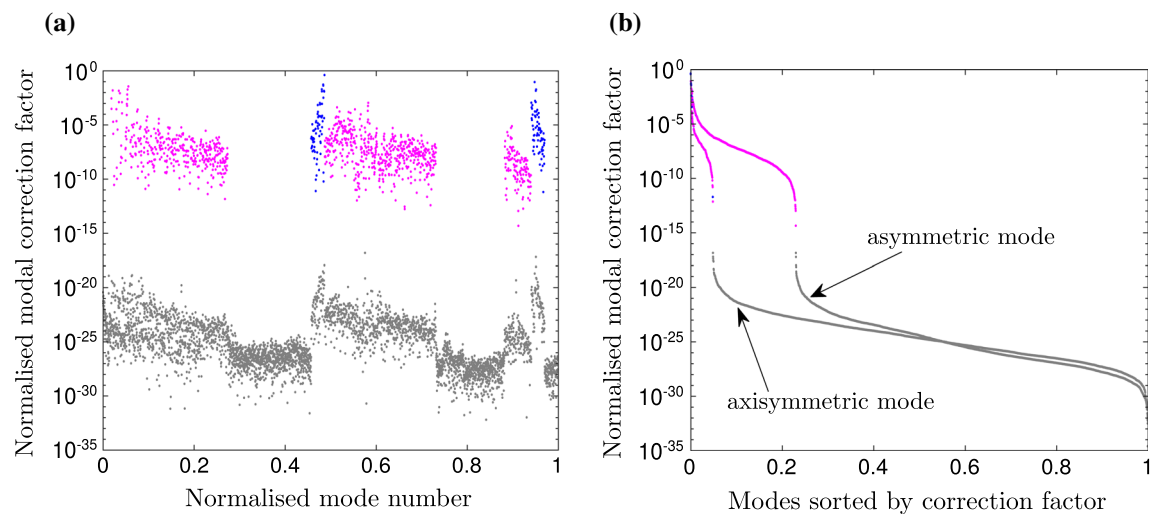 (a)
Normalised modal correction factor
10^0
10^-5
10^-10
10^-15
10^-20
10^-25
10^-30
10^-35
0 0.2 0.4 0.6 0.8 1
Normalised mode number
(b)
Normalised modal correction factor
10^0
10^-5
10^-10
10^-15
10^-20
10^-25
10^-30
10^-35
asymmetric mode
axisymmetric mode
0 0.2 0.4 0.6 0.8 1
Modes sorted by correction factor